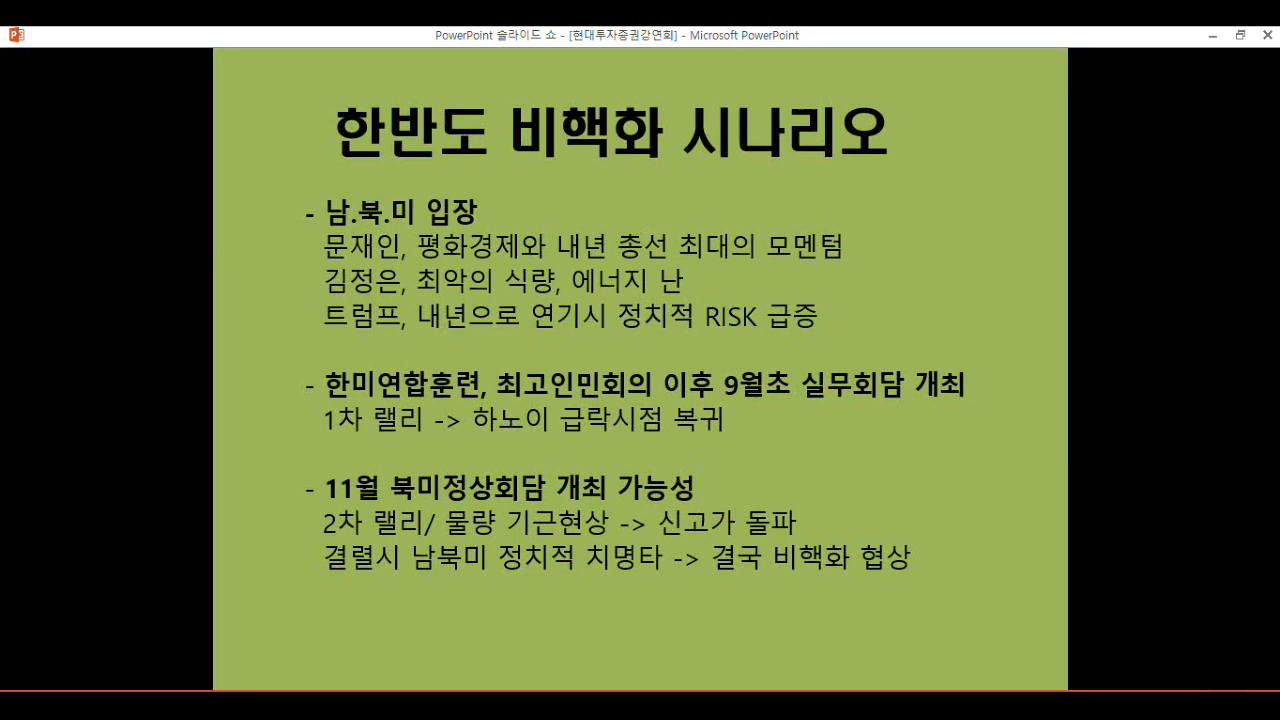 PowerPoint 슬라이드 쇼 - [현대투자증권강연회] - Microsoft PowerPoint
한반도 비핵화 시나리오
- 남.북.미 입장
문재인, 평화경제와 내년 총선 최대의 모멘텀
김정은, 최악의 식량, 에너지 난
트럼프, 내년으로 연기시 정치적 RISK 급증
- 한미연합훈련, 최고인민회의 이후 9월초 실무회담 개최
1차 랠리 -> 하노이 급락시점 복귀
- 11월 북미정상회담 개최 가능성
2차 랠리/ 물량 기근현상 -> 신고가 돌파
결렬시 남북미 정치적 치명타 -> 결국 비핵화 협상